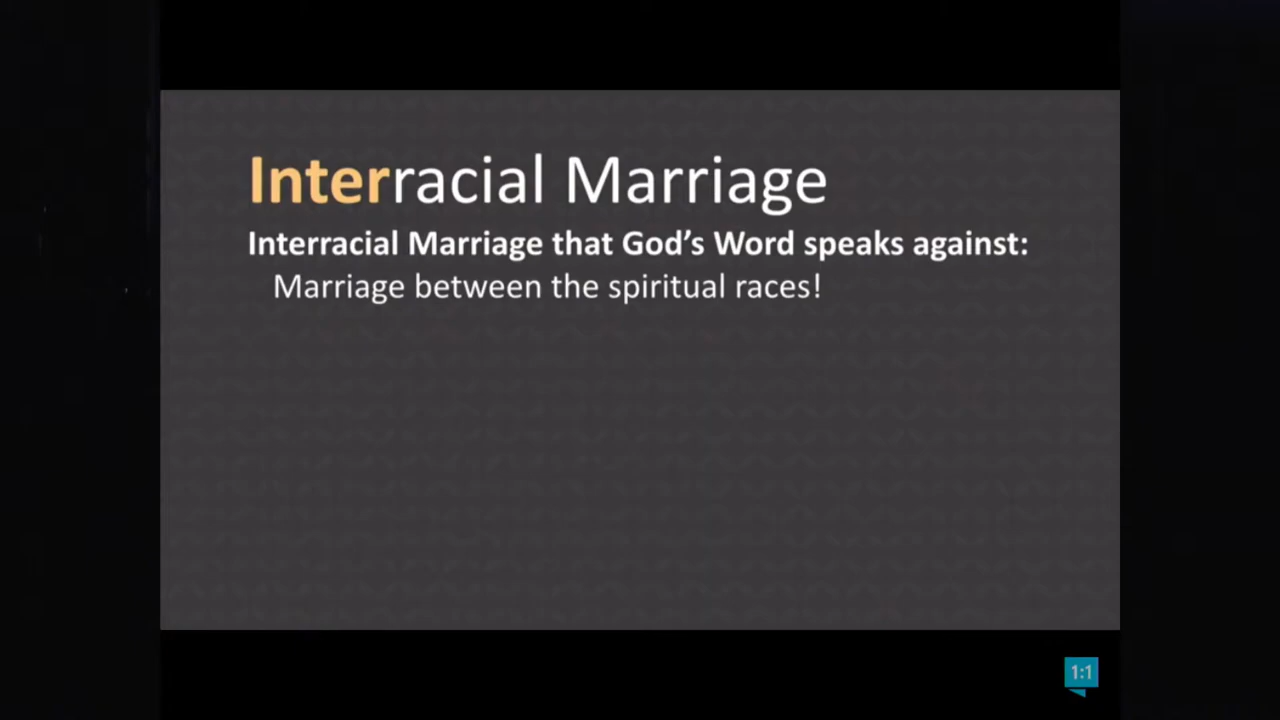 Interracial Marriage
Interracial Marriage that God’s Word speaks against:
Marriage between the spiritual races!
1:1